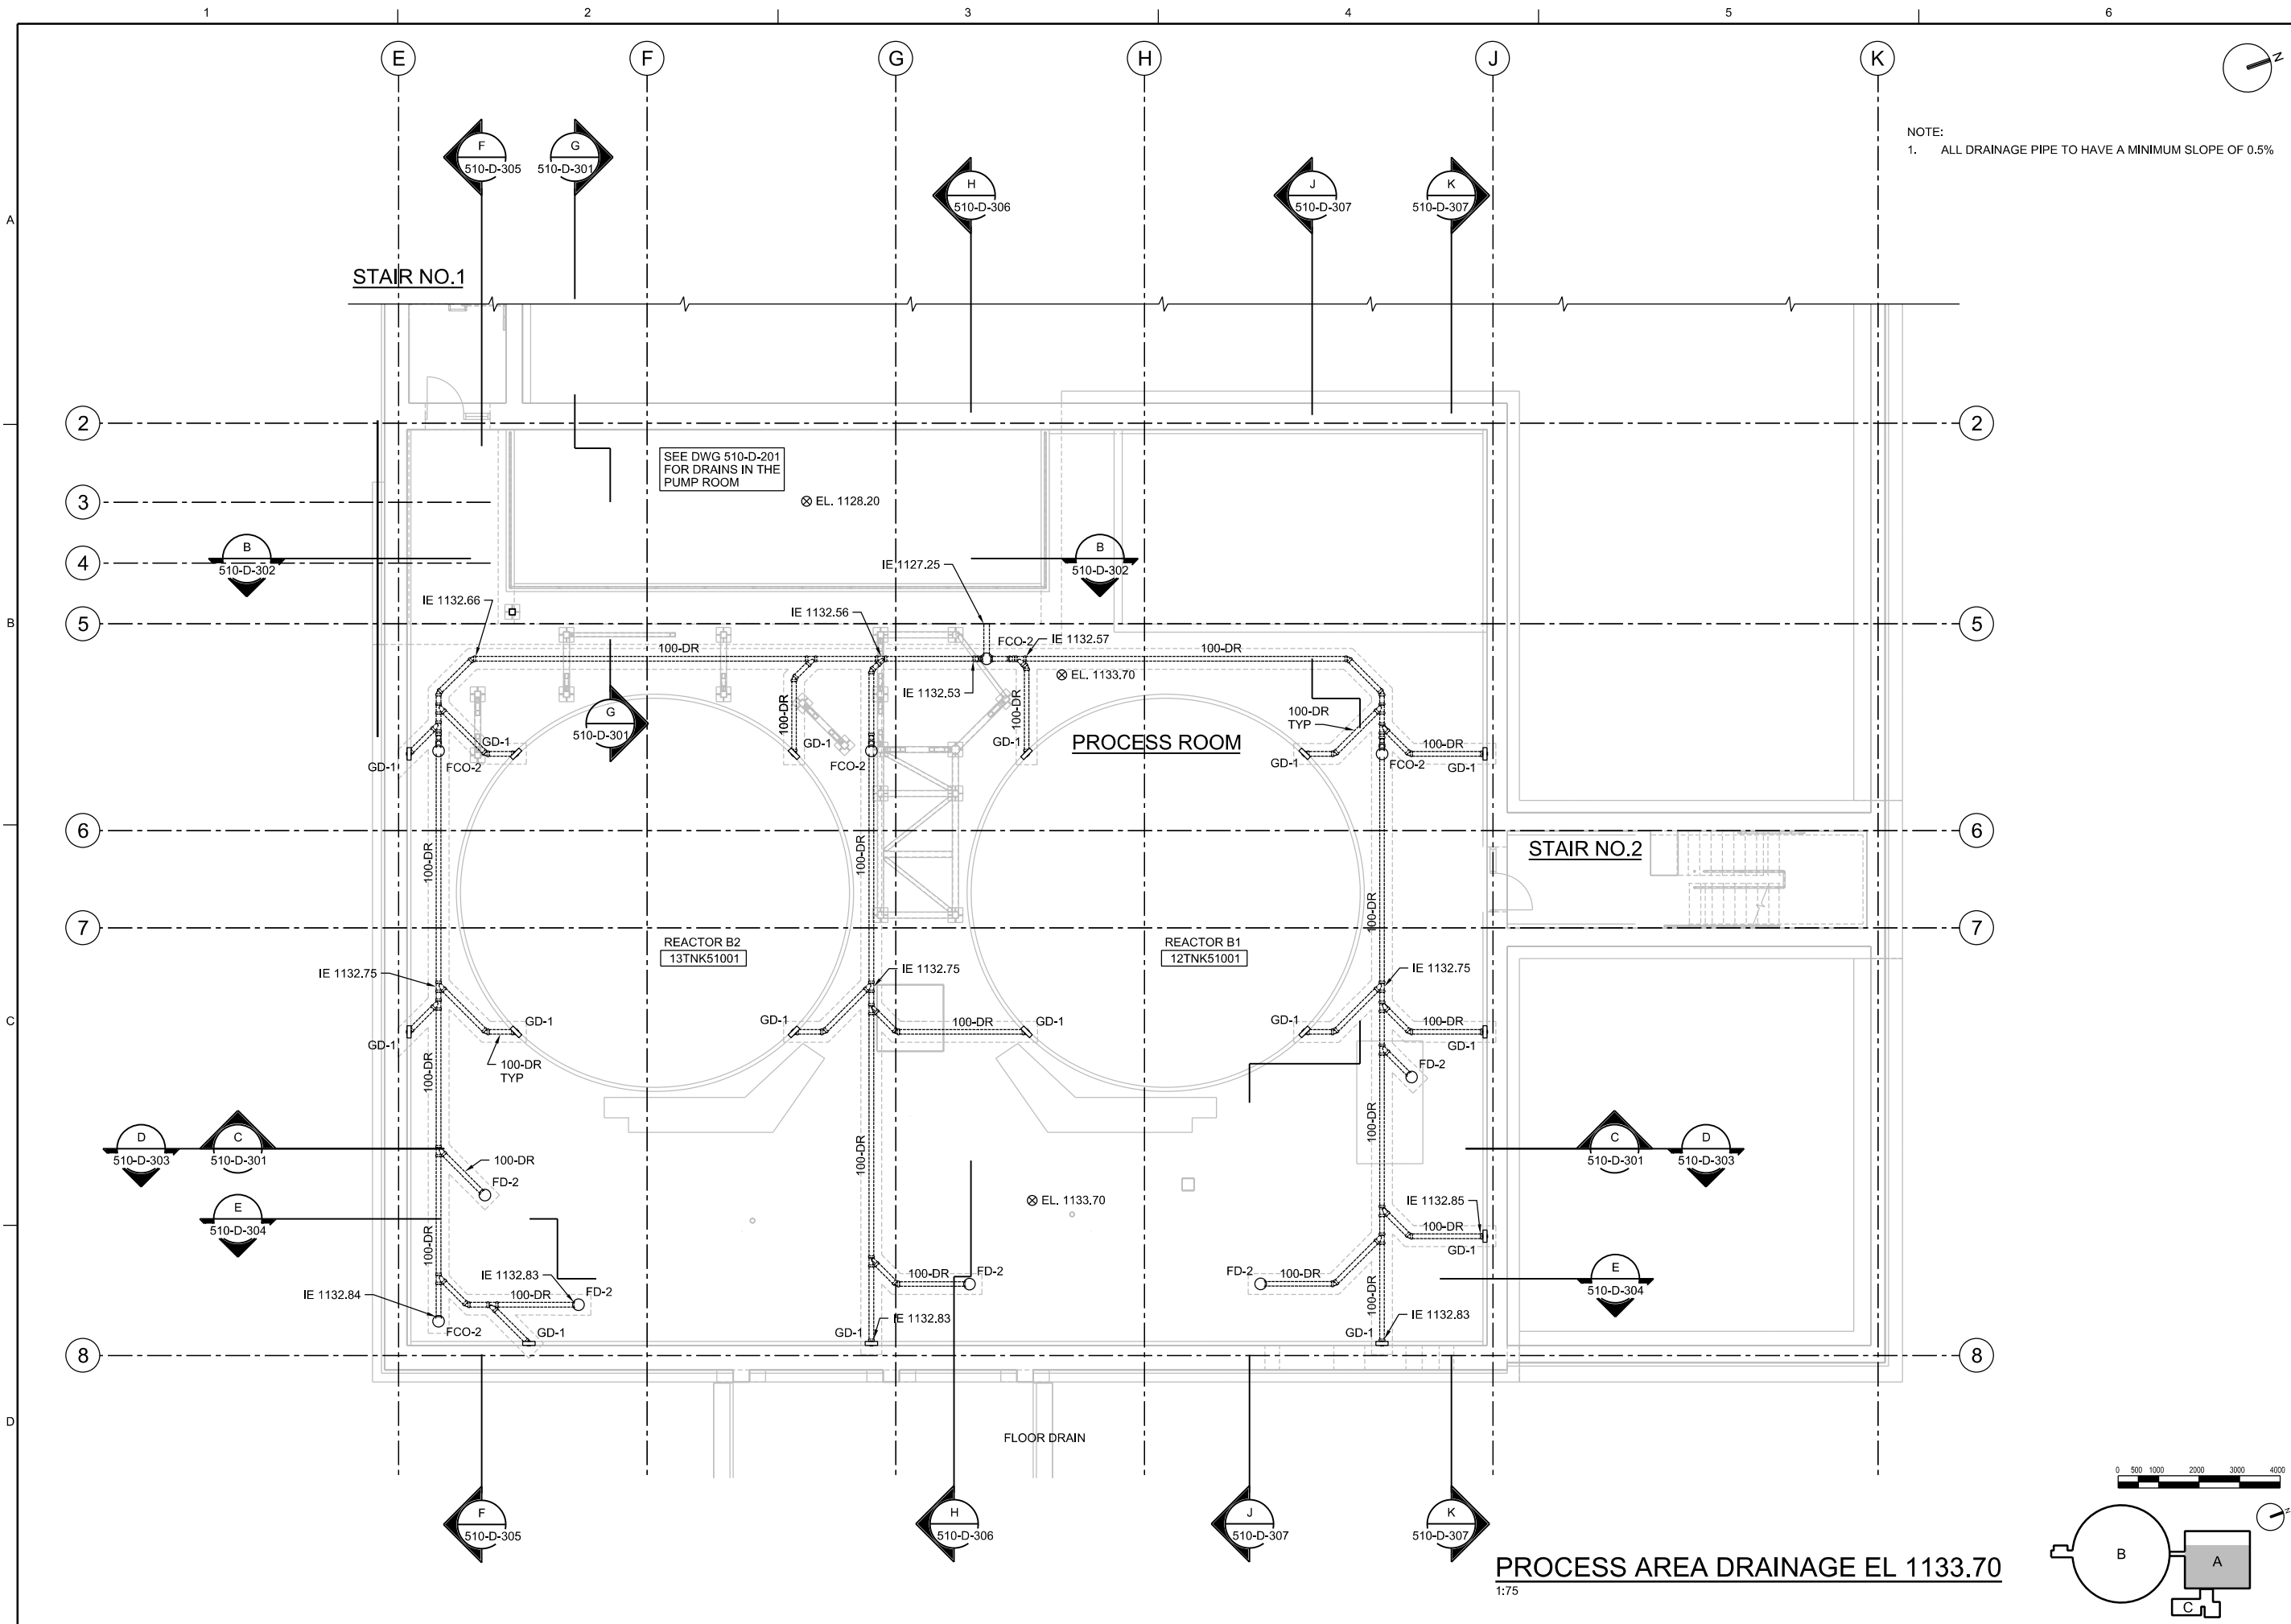 1 2 3 4 5 6
E F G H J K
N
NOTE:
1. ALL DRAINAGE PIPE TO HAVE A MINIMUM SLOPE OF 0.5%
F
510-D-305
G
510-D-301
H
510-D-306
J
510-D-307
K
510-D-307
A
STAIR NO.1
2
2
SEE DWG 510-D-201
FOR DRAINS IN THE
PUMP ROOM
3
EL. 1128.20
B
510-D-302
4
B
510-D-302
IE 1127.25
IE 1132.66
IE 1132.56
B
5
5
FCO-2
IE 1132.57
100-DR
100-DR
EL. 1133.70
IE 1132.53
100-DR
100-DR
G
510-D-301
100-DR
TYP
PROCESS ROOM
GD-1
GD-1
GD-1
GD-1
100-DR
GD-1
FCO-2
FCO-2
FCO-2
GD-1
6
6
100-DR
100-DR
STAIR NO.2
100-DR
7
7
REACTOR B2
13TNK51001
REACTOR B1
12TNK51001
IE 1132.75
IE 1132.75
IE 1132.75
C
GD-1
GD-1
100-DR
GD-1
GD-1
100-DR
GD-1
GD-1
100-DR
TYP
100-DR
FD-2
100-DR
D
510-D-303
C
510-D-301
100-DR
100-DR
C
510-D-301
D
510-D-303
FD-2
EL. 1133.70
IE 1132.85
E
510-D-304
100-DR
100-DR
GD-1
IE 1132.83
100-DR
FD-2
100-DR
FD-2
FD-2
100-DR
E
510-D-304
IE 1132.84
100-DR
FCO-2
GD-1
GD-1
IE 1132.83
GD-1
IE 1132.83
8
8
D
FLOOR DRAIN
0 500 1000 2000 3000 4000
F
510-D-305
H
510-D-306
J
510-D-307
K
510-D-307
N
B
A
C
PROCESS AREA DRAINAGE EL 1133.70
1:75